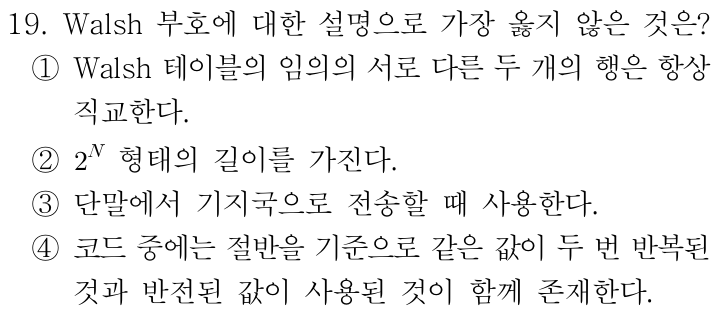 19. Walsh 부호에 대한 설명으로 가장 옳지 않은 것은?
① Walsh 테이블의 임의의 서로 다른 두 개의 행은 항상
직교한다.
② 2^N 형태의 길이를 가진다.
③ 단말에서 기지국으로 전송할 때 사용한다.
④ 코드 중에는 절반을 기준으로 같은 값이 두 번 반복된
것과 반전된 값이 사용된 것이 함께 존재한다.